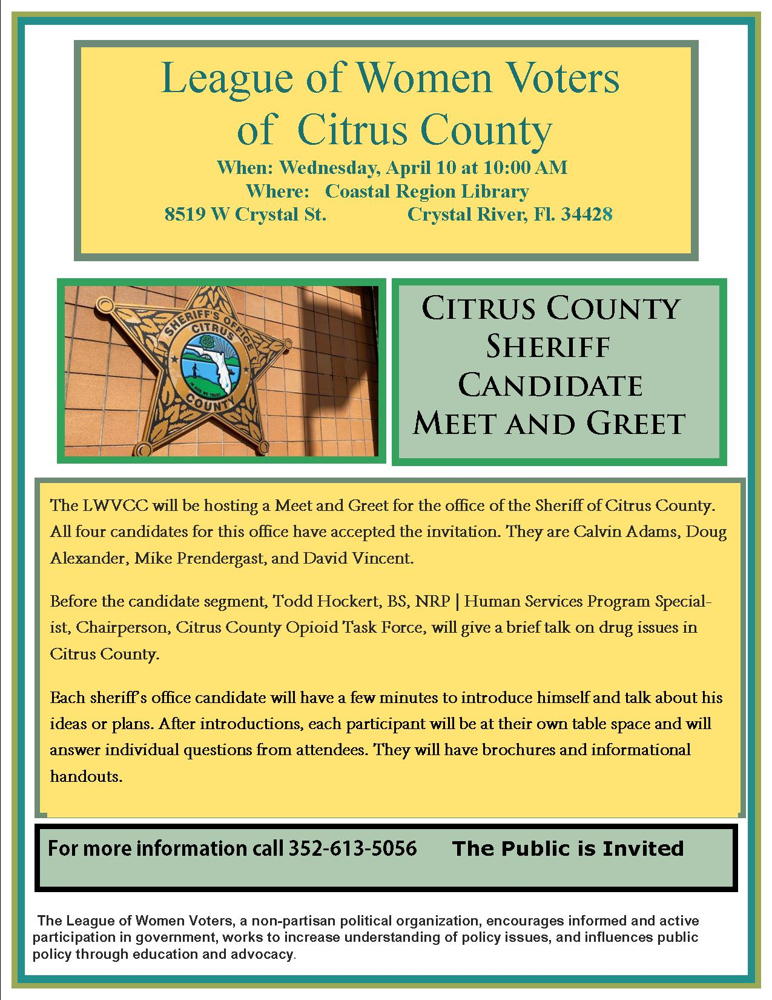 League of Women Voters
of Citrus County
When: Wednesday, April 10 at 10:00 AM
Where: Coastal Region Library
8519 W Crystal St. Crystal River, Fl. 34428
SHERIFF'S OFFICE
CITRUS
IN GOD WE TRUST
COUNTY
CITRUS COUNTY
SHERIFF
CANDIDATE
MEET AND GREET
The LWVCC will be hosting a Meet and Greet for the office of the Sheriff of Citrus County.
All four candidates for this office have accepted the invitation. They are Calvin Adams, Doug
Alexander, Mike Prendergast, and David Vincent.
Before the candidate segment, Todd Hockert, BS, NRP | Human Services Program Special-
ist, Chairperson, Citrus County Opioid Task Force, will give a brief talk on drug issues in
Citrus County.
Each sheriff's office candidate will have a few minutes to introduce himself and talk about his
ideas or plans. After introductions, each participant will be at their own table space and will
answer individual questions from attendees. They will have brochures and informational
handouts.
For more information call 352-613-5056 The Public is Invited
The League of Women Voters, a non-partisan political organization, encourages informed and active
participation in government, works to increase understanding of policy issues, and influences public
policy through education and advocacy.